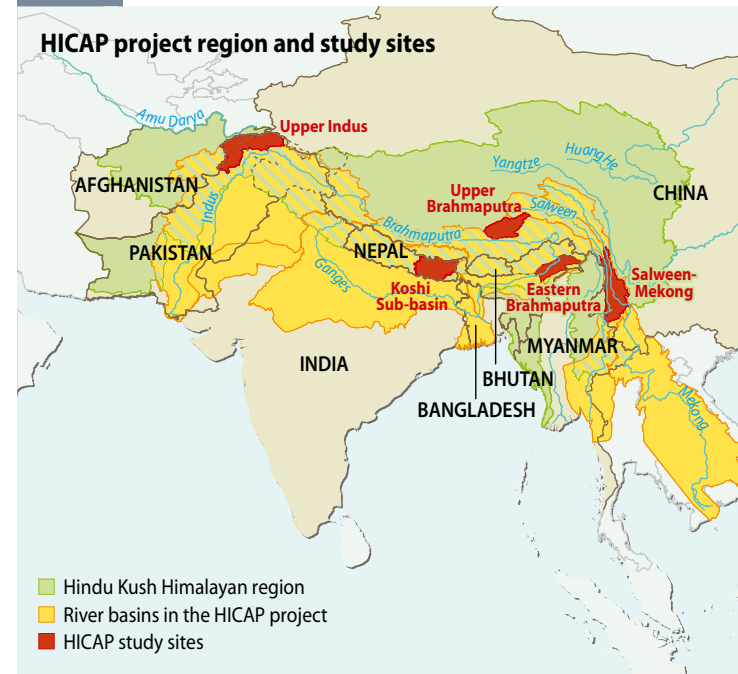 HICAP project region and study sites
Amu Darya
Upper Indus
Huang He
Yangtze
AFGHANISTAN
CHINA
Upper
Brahmaputra
Indus
Salween
Brahmaputra
PAKISTAN
NEPAL
Ganges
Koshi
Sub-basin
Eastern
Brahmaputra
Salween-
Mekong
MYANMAR
INDIA
BHUTAN
BANGLADESH
Mekong
Hindu Kush Himalayan region
River basins in the HICAP project
HICAP study sites